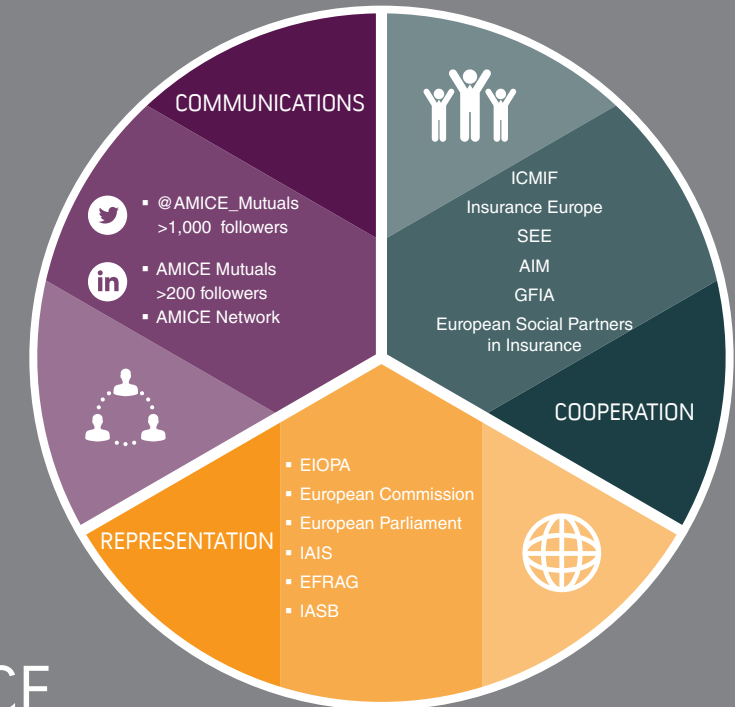 COMMUNICATIONS
▪ @AMICE_Mutuals
>1,000 followers
in
▪ AMICE Mutuals
>200 followers
▪ AMICE Network
ICMIF
Insurance Europe
SEE
AIM
GFIA
European Social Partners
in Insurance
COOPERATION
REPRESENTATION
▪ EIOPA
▪ European Commission
▪ European Parliament
▪ IAIS
▪ EFRAG
▪ IASB